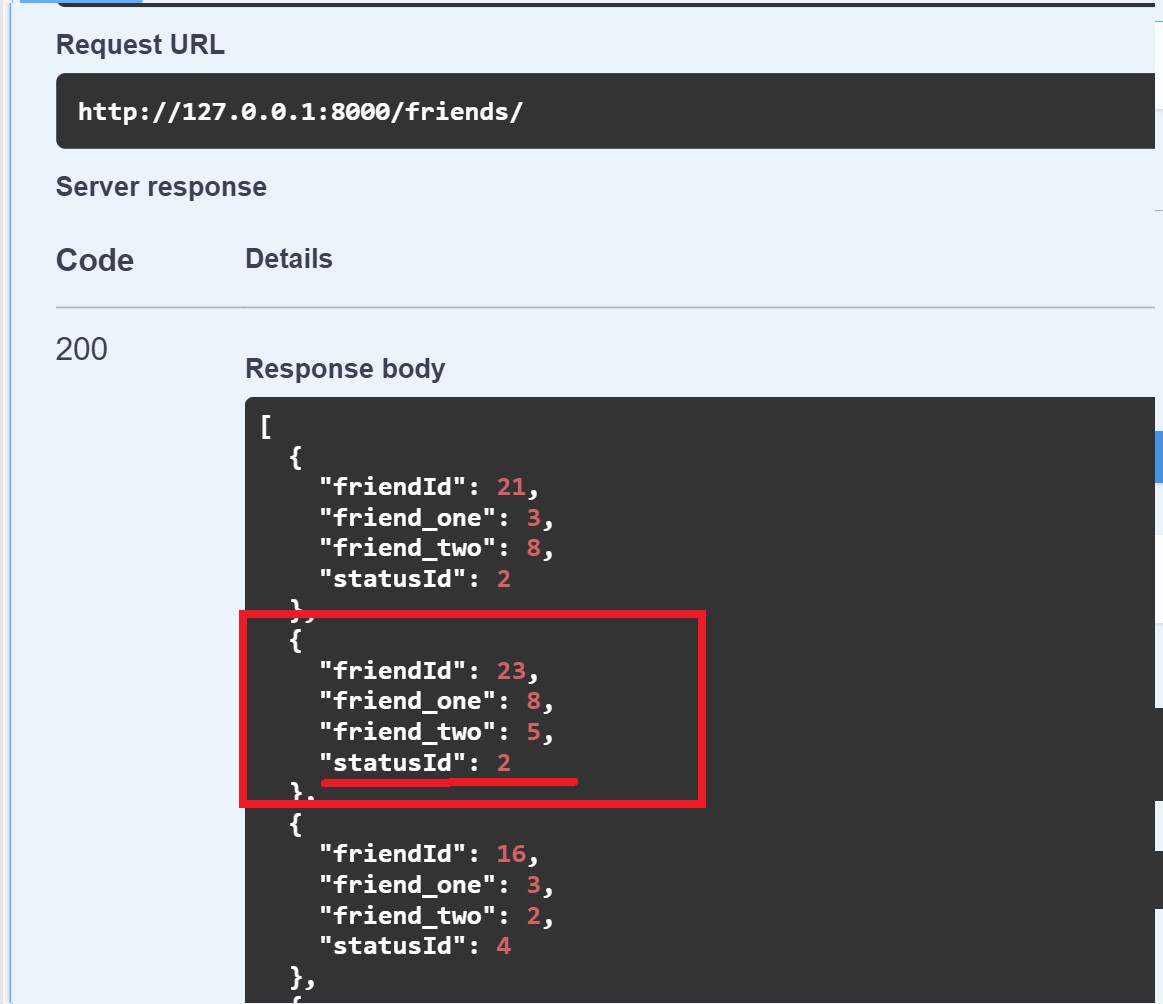 Request URL
http://127.0.0.1:8000/friends/
Server response
Code Details
200
Response body
[
{
"friendId": 21,
"friend_one": 3,
"friend_two": 8,
"statusId": 2
},
{
"friendId": 23,
"friend_one": 8,
"friend_two": 5,
"statusId": 2
},
{
"friendId": 16,
"friend_one": 3,
"friend_two": 2,
"statusId": 4
},
{